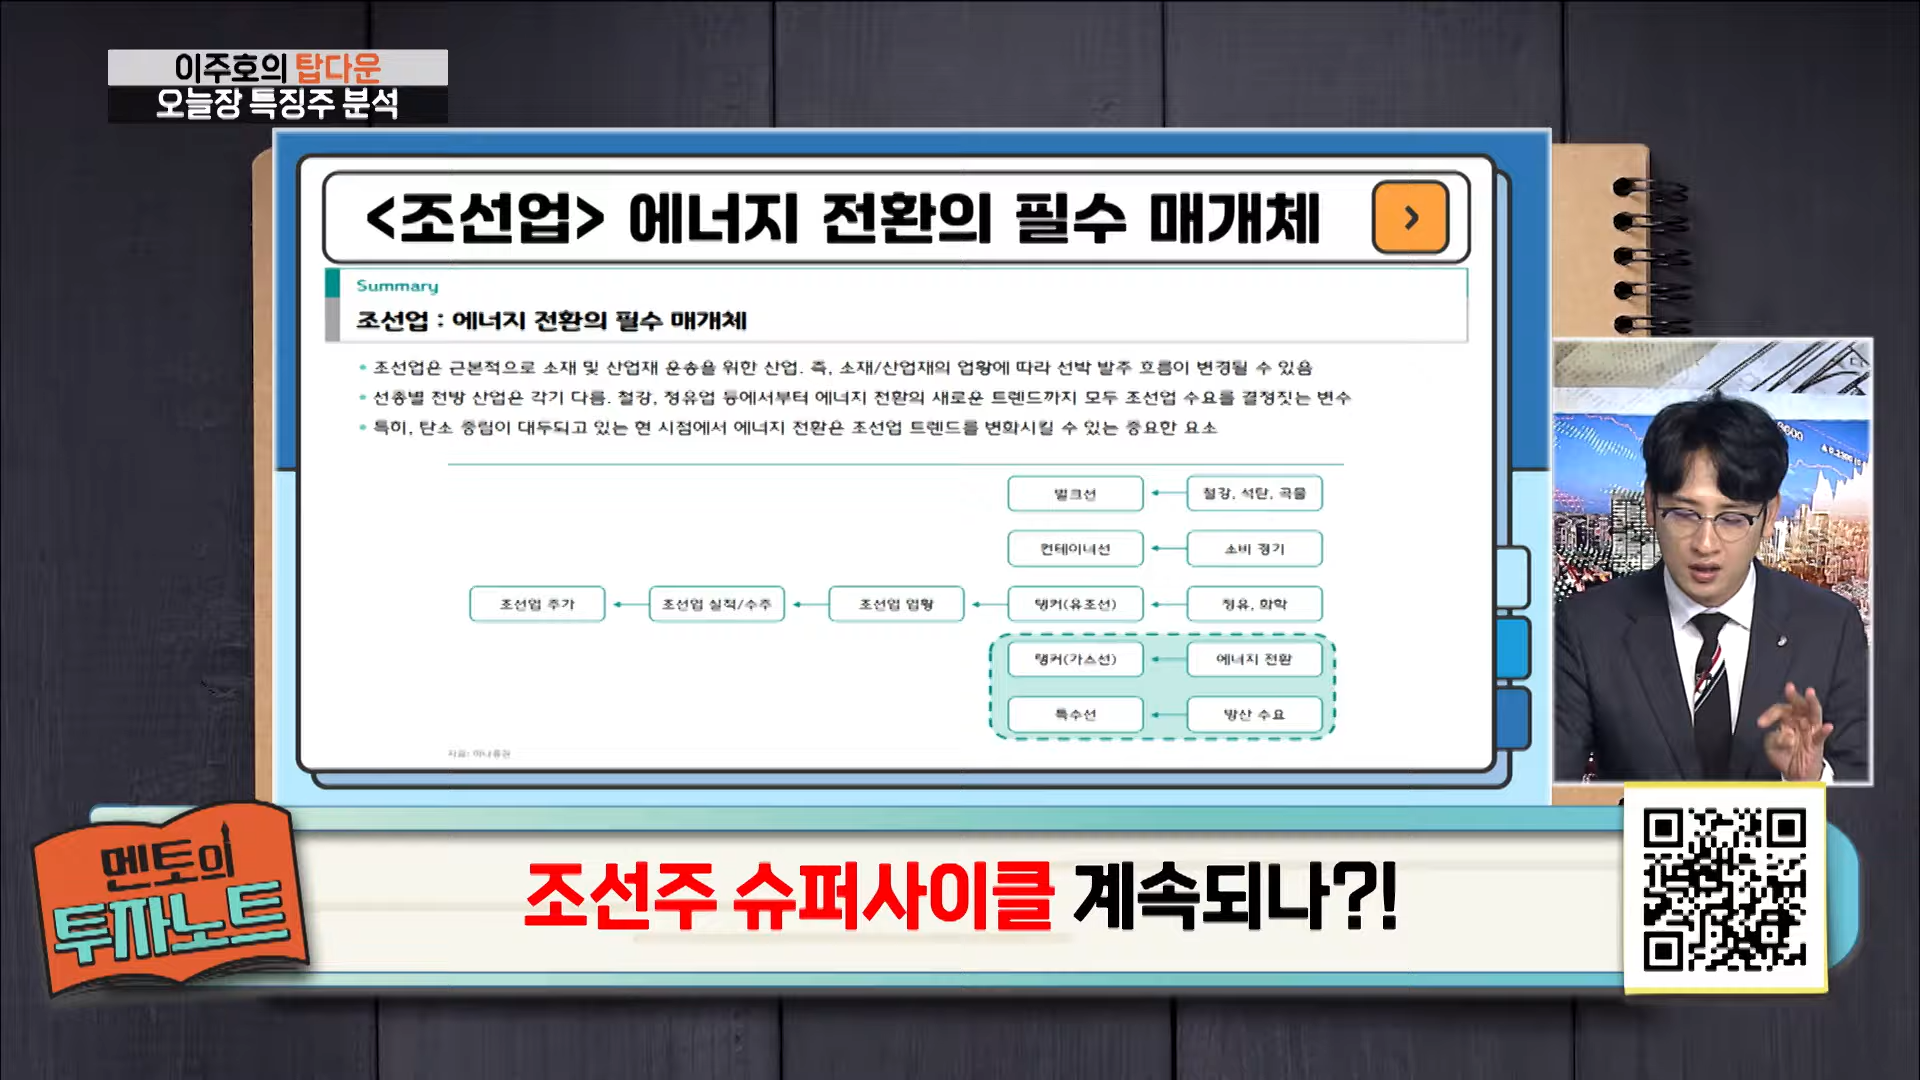 이주호의 탑다운
오늘장 특징주 분석
<조선업> 에너지 전환의 필수 매개체
Summary
조선업 : 에너지 전환의 필수 매개체
• 조선업은 근본적으로 소재 및 산업재 운송을 위한 산업. 즉, 소재/산업재의 업황에 따라 선박 발주 흐름이 변경될 수 있음
• 선종별 전방 산업은 각기 다름. 철강, 정유업 등에서부터 에너지 전환의 새로운 트렌드까지 모두 조선업 수요를 결정짓는 변수
• 특히, 탄소 중립이 대두되고 있는 현 시점에서 에너지 전환은 조선업 트렌드를 변화시킬 수 있는 중요한 요소
벌크선 철강, 석탄, 곡물
컨테이너선 소비 경기
조선업 주가 조선업 실적/수주 조선업 업황 탱커(유조선) 정유, 화학
탱커(가스선) 에너지 전환
특수선 방산 수요
자료: 하나증권
멘토의
투자노트
조선주 슈퍼사이클 계속되나?!